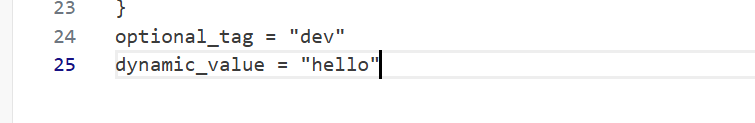 23 }
24 optional_tag = "dev"
25 dynamic_value = "hello"